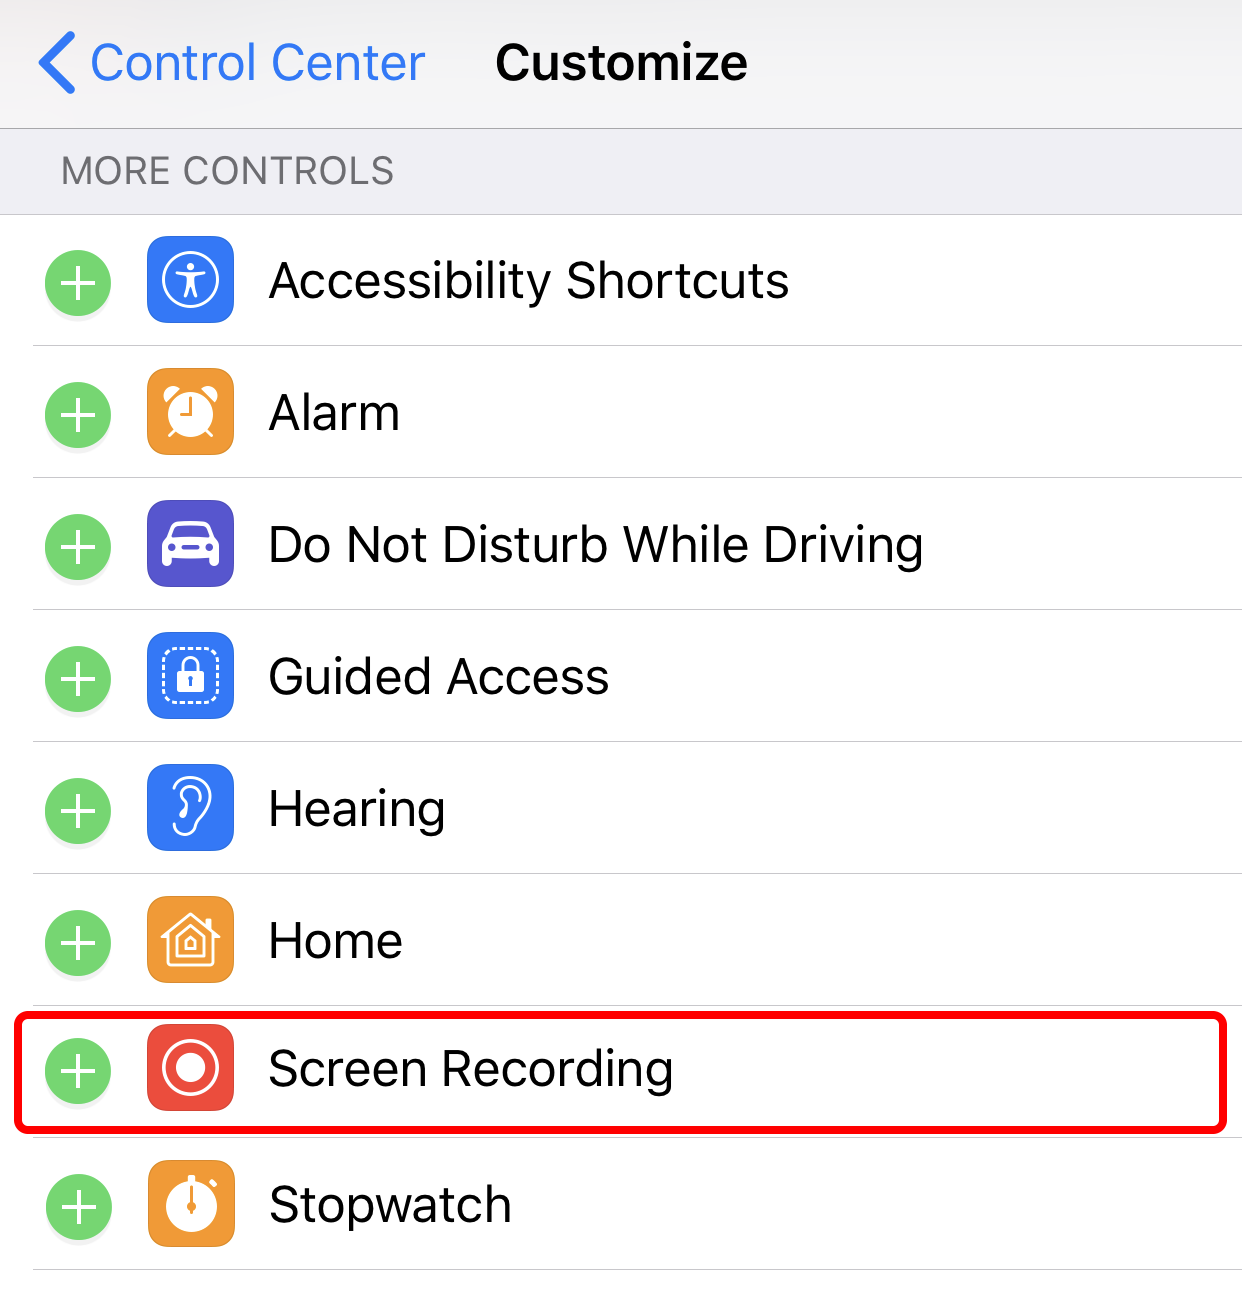 Control Center Customize
MORE CONTROLS
Accessibility Shortcuts
Alarm
Do Not Disturb While Driving
Guided Access
Hearing
Home
Screen Recording
Stopwatch